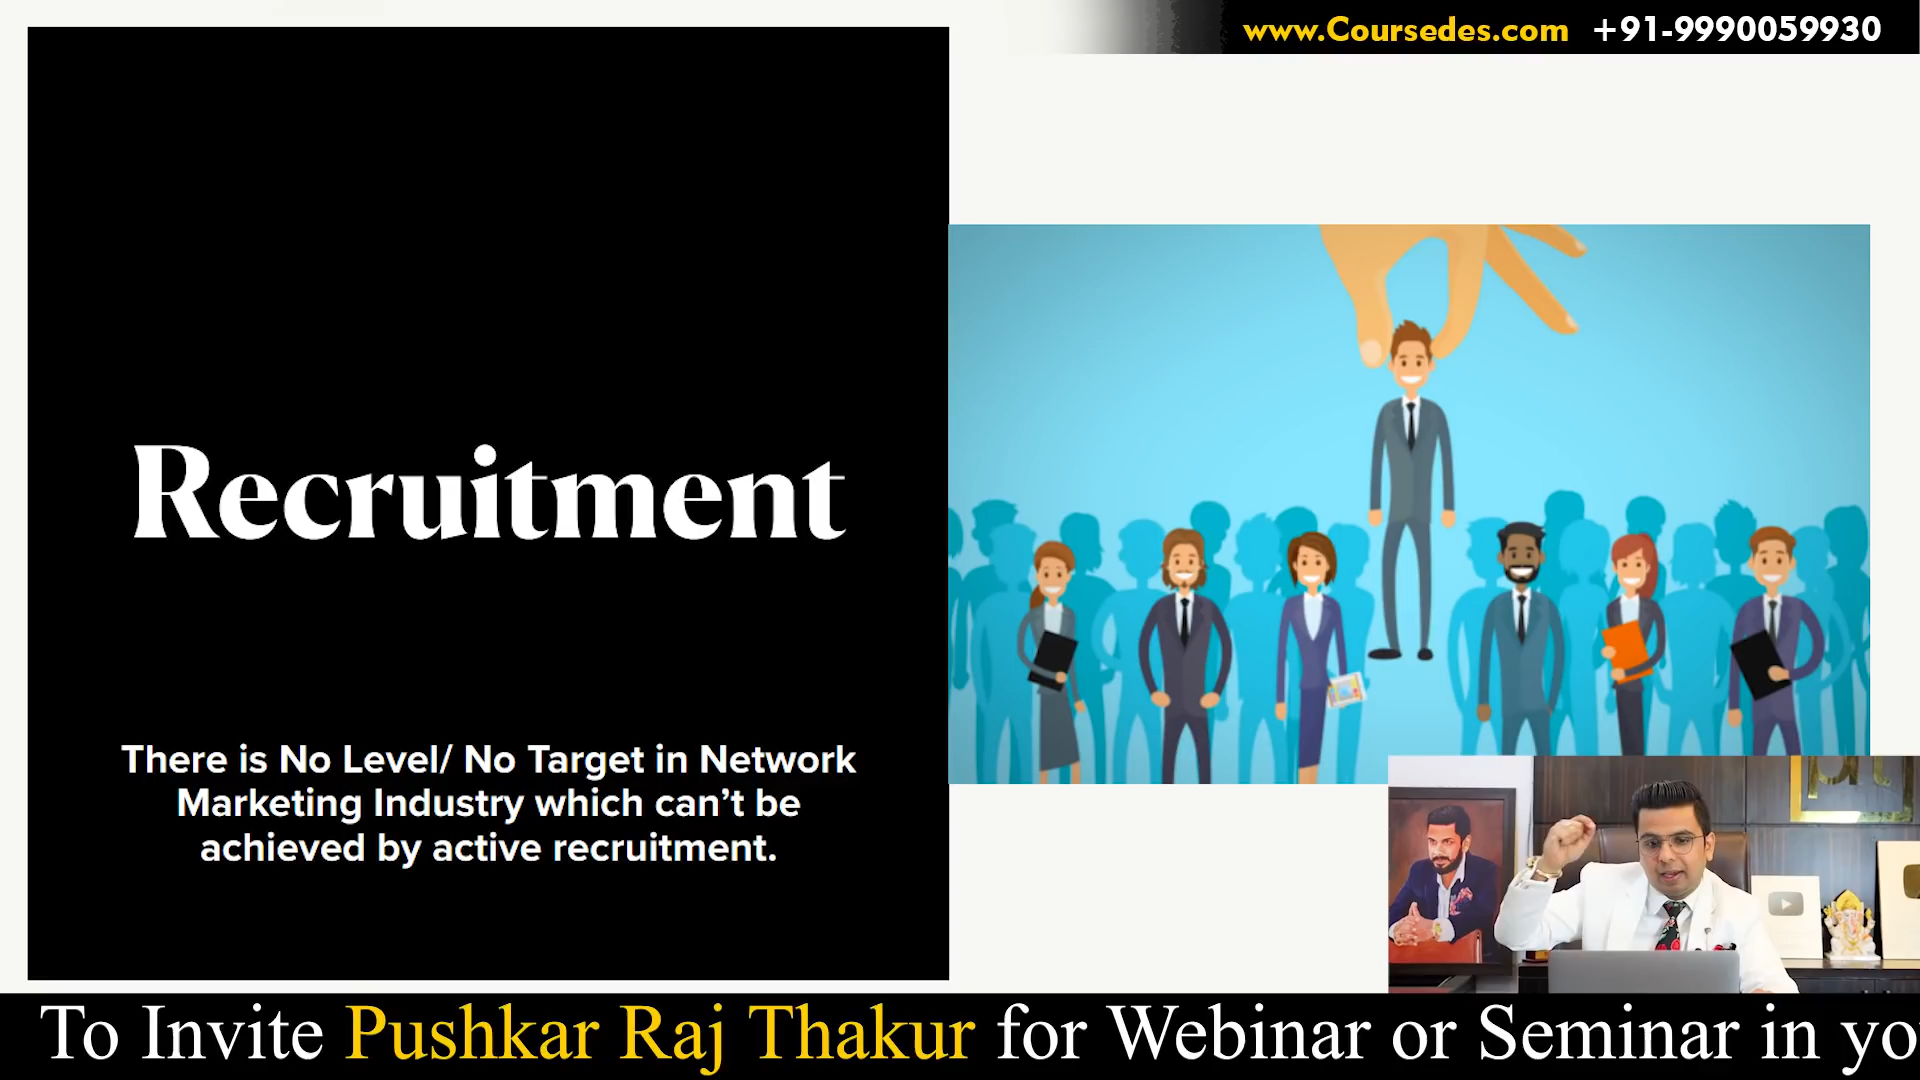 www.Coursedes.com +91-9990059930
Recruitment
There is No Level/ No Target in Network
Marketing Industry which can’t be
achieved by active recruitment.
To Invite Pushkar Raj Thakur for Webinar or Seminar in yo